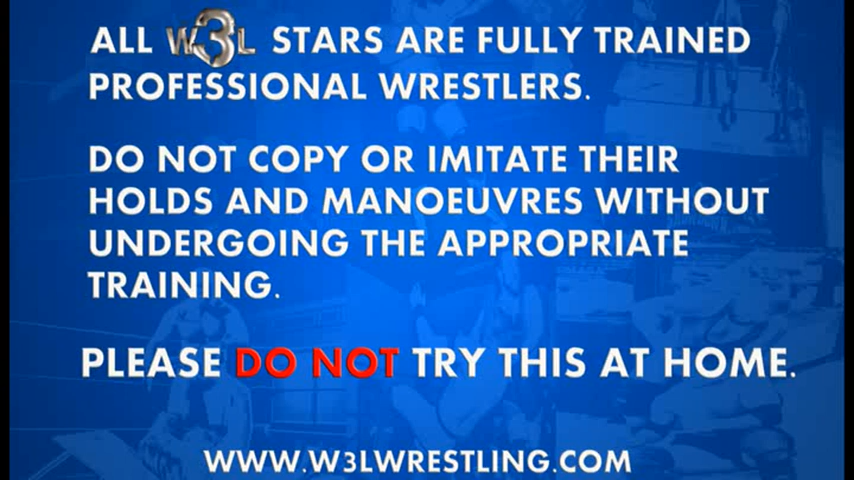 ALL W3L STARS ARE FULLY TRAINED
PROFESSIONAL WRESTLERS.
DO NOT COPY OR IMITATE THEIR
HOLDS AND MANOEUVRES WITHOUT
UNDERGOING THE APPROPRIATE
TRAINING.
PLEASE DO NOT TRY THIS AT HOME.
WWW.W3LWRESTLING.COM